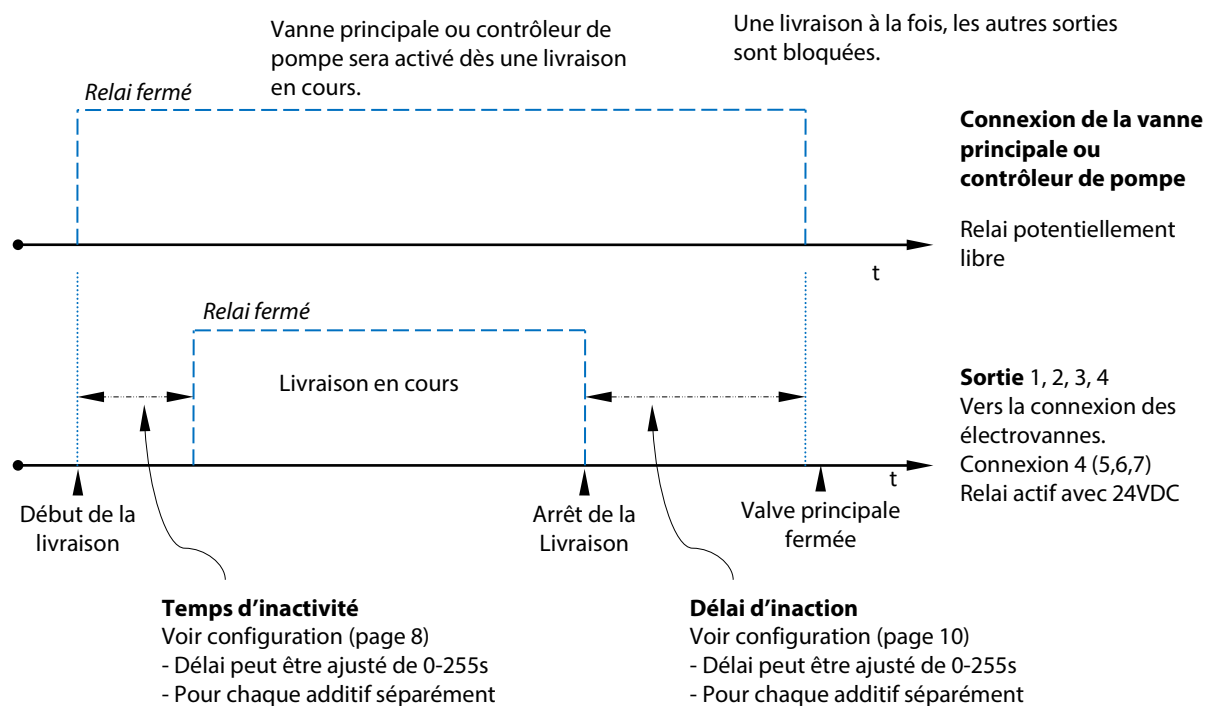 Vanne principale ou contrôleur de
pompe sera activé dès une livraison
en cours.
Une livraison à la fois, les autres sorties
sont bloquées.
Relai fermé
Connexion de la vanne
principale ou
contrôleur de pompe
Relai potentiellement
libre
t
Relai fermé
Livraison en cours
Sortie 1, 2, 3, 4
Vers la connexion des
électrovannes.
Connexion 4 (5,6,7)
Relai actif avec 24VDC
t
Début de la
livraison
Arrêt de la
Livraison
Valve principale
fermée
Temps d'inactivité
Voir configuration (page 8)
- Délai peut être ajusté de 0-255s
- Pour chaque additif séparément
Délai d'inaction
Voir configuration (page 10)
- Délai peut être ajusté de 0-255s
- Pour chaque additif séparément